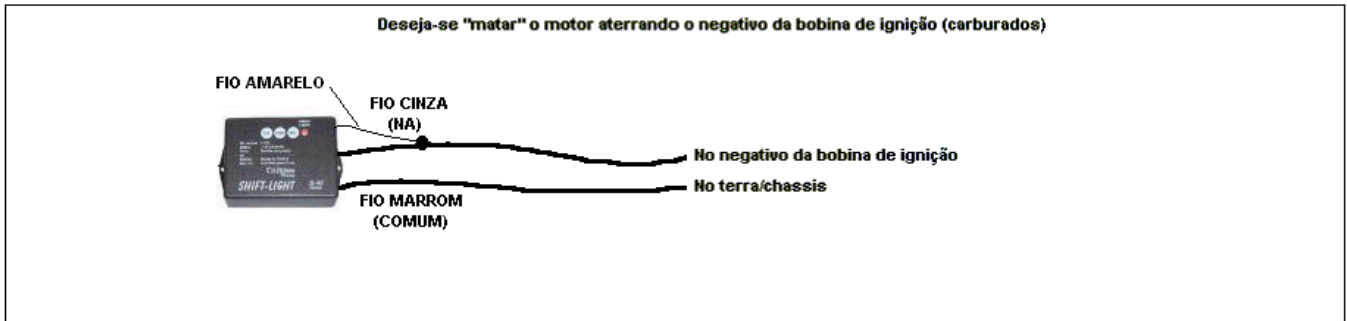 Deseja-se "matar" o motor aterrando o negativo da bobina de ignição (carburados)
FIO AMARELO
FIO CINZA
(NA)
No negativo da bobina de ignição
No terra/chassis
FIO MARROM
(COMUM)
SHIFT-LIGHT